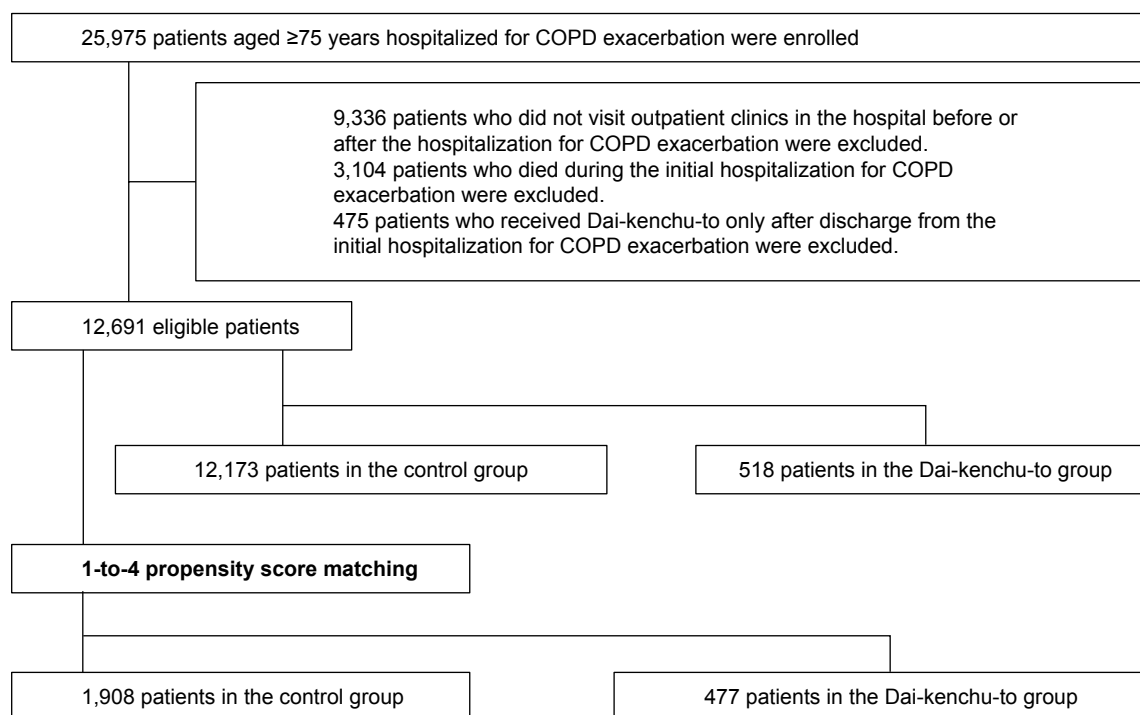 25,975 patients aged ≥75 years hospitalized for COPD exacerbation were enrolled
9,336 patients who did not visit outpatient clinics in the hospital before or
after the hospitalization for COPD exacerbation were excluded.
3,104 patients who died during the initial hospitalization for COPD
exacerbation were excluded.
475 patients who received Dai-kenchu-to only after discharge from the
initial hospitalization for COPD exacerbation were excluded.
12,691 eligible patients
12,173 patients in the control group
518 patients in the Dai-kenchu-to group
1-to-4 propensity score matching
1,908 patients in the control group
477 patients in the Dai-kenchu-to group